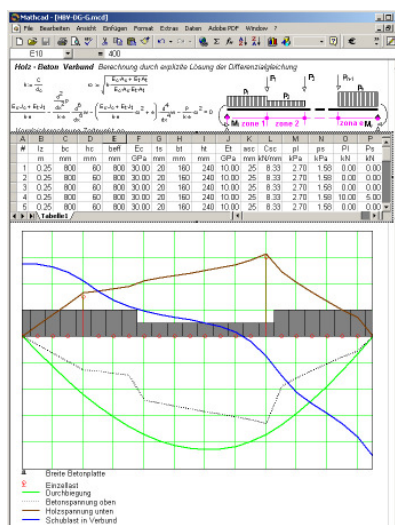 Mathcad - [HBV-DG-G.mcd]
Datei Bearbeiten Ansicht Einfügen Format Extras Daten Adobe PDF Window ?
E10 = 400
Holz - Beton Verband Berechnung durch explizite Lösung der Differenzialgleichung
P₁ P₂
zone 1 zone 2
A B C D E F G H I J K L M N O P
# lz bc hc beff Ec ts bt ht Et asc Csc pl ps Pl Ps
m mm mm mm GPa mm mm mm GPa mm kN/mm kPa kPa kN kN
1 0.25 800 60 800 30.00 20 160 240 10.00 25 8.33 2.70 1.58 0.00 0.00
2 0.25 800 60 800 30.00 20 160 240 10.00 25 8.33 2.70 1.58 0.00 0.00
3 0.25 800 60 800 30.00 20 160 240 10.00 25 8.33 2.70 1.58 0.00 0.00
4 0.25 800 60 800 30.00 20 160 240 10.00 25 8.33 2.70 1.58 10.00 5.00
5 0.25 800 60 800 30.00 20 160 240 10.00 25 8.33 2.70 1.58 0.00 0.00
Tabelle1
Breite Betonplatte
Einzellast
Durchbiegung
Betonspannung oben
Holzspannung unten
Schublast in Verbund